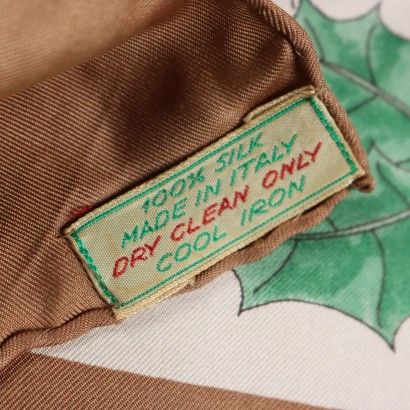 100% SILK
MADE IN ITALY
DRY CLEAN ONLY
COOL IRON